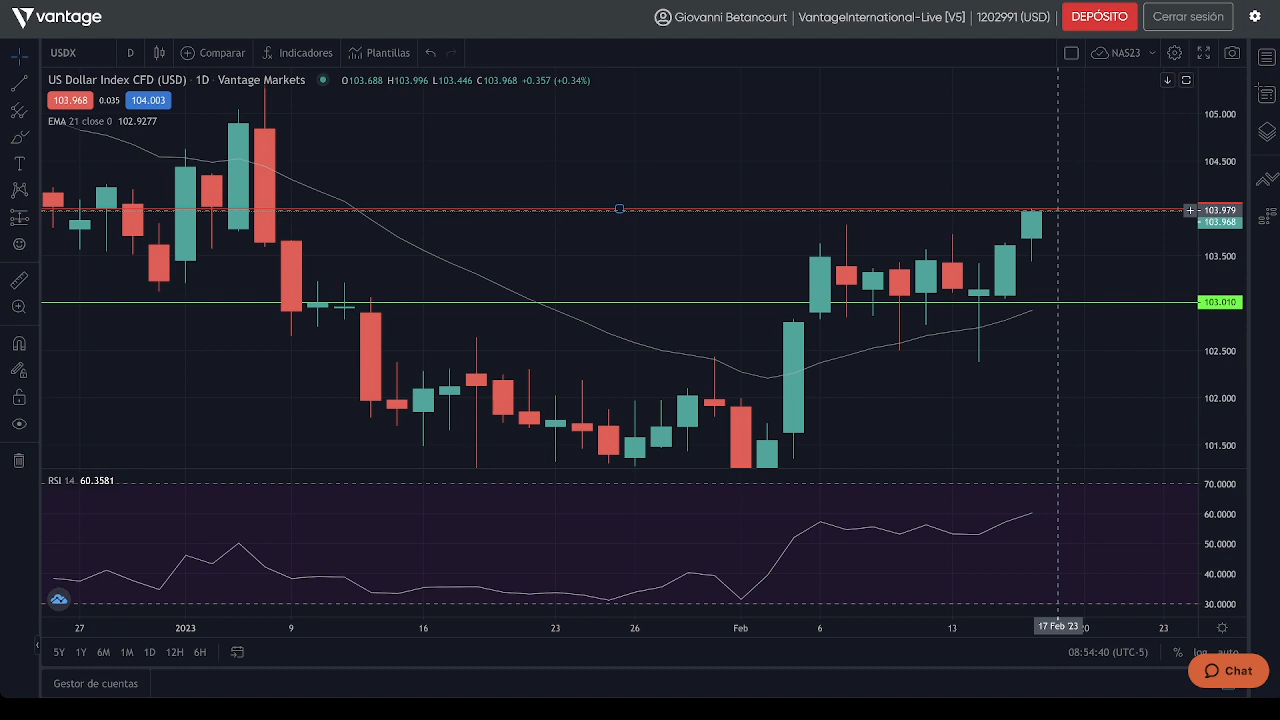 vantage
Giovanni Betancourt | VantageInternational-Live [V5] | 1202991 (USD) DEPÓSITO Cerrar sesión
USDX D Comparar Indicadores Plantillas NAS23
US Dollar Index CFD (USD) · 1D · Vantage Markets O103.688 H103.996 L103.446 C103.968 +0.357 (+0.34%)
103.968 0.035 104.003
EMA 21 close 0 102.9277
105.000
104.500
103.979
103.968
103.500
103.010
102.500
102.000
101.500
RSI 14 60.3581
70.0000
60.0000
50.0000
40.0000
30.0000
27 2023 9 16 23 26 Feb 6 13 17 Feb '23 23
5Y 1Y 6M 1M 1D 12H 6H 08:54:40 (UTC-5) % log auto
Chat
Gestor de cuentas